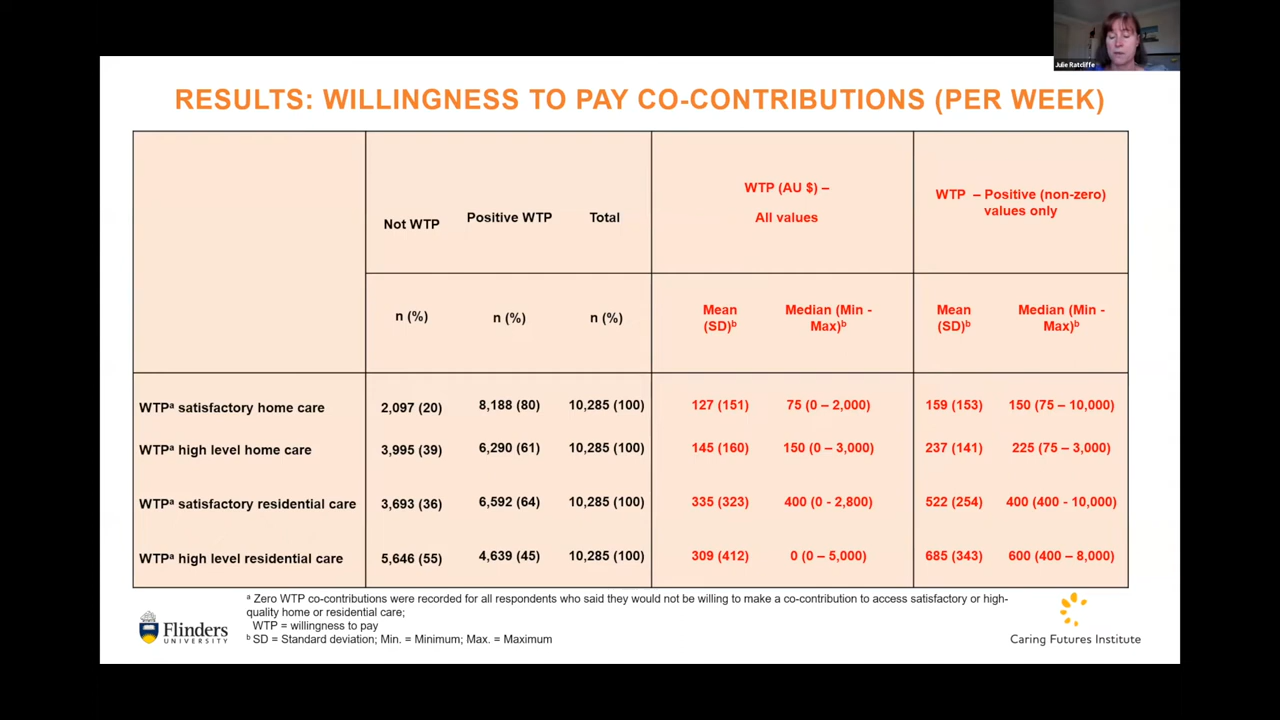 Julie Ratcliffe
RESULTS: WILLINGNESS TO PAY CO-CONTRIBUTIONS (PER WEEK)
Not WTP Positive WTP Total
WTP (AU $) –
All values
WTP – Positive (non-zero)
values only
n (%) n (%) n (%)
Mean
(SD)ᵇ
Median (Min -
Max)ᵇ
Mean
(SD)ᵇ
Median (Min -
Max)ᵇ
WTPᵃ satisfactory home care 2,097 (20) 8,188 (80) 10,285 (100) 127 (151) 75 (0 – 2,000) 159 (153) 150 (75 – 10,000)
WTPᵃ high level home care 3,995 (39) 6,290 (61) 10,285 (100) 145 (160) 150 (0 – 3,000) 237 (141) 225 (75 – 3,000)
WTPᵃ satisfactory residential care 3,693 (36) 6,592 (64) 10,285 (100) 335 (323) 400 (0 - 2,800) 522 (254) 400 (400 - 10,000)
WTPᵃ high level residential care 5,646 (55) 4,639 (45) 10,285 (100) 309 (412) 0 (0 – 5,000) 685 (343) 600 (400 – 8,000)
ᵃ Zero WTP co-contributions were recorded for all respondents who said they would not be willing to make a co-contribution to access satisfactory or high-
quality home or residential care;
WTP = willingness to pay
ᵇ SD = Standard deviation; Min. = Minimum; Max. = Maximum
Flinders
UNIVERSITY
Caring Futures Institute